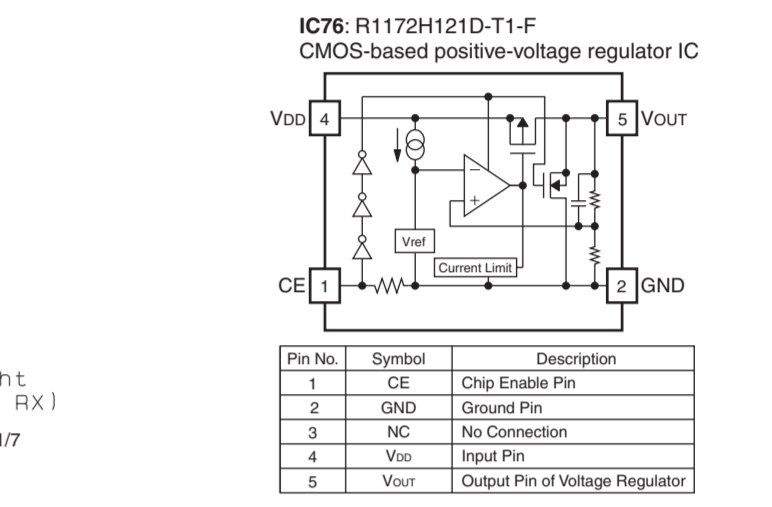 IC76: R1172H121D-T1-F
CMOS-based positive-voltage regulator IC
VDD 4
5 VOUT
−
+
Vref
Current Limit
CE 1
2 GND
Pin No. Symbol Description
1 CE Chip Enable Pin
2 GND Ground Pin
3 NC No Connection
4 VDD Input Pin
5 VOUT Output Pin of Voltage Regulator
RX)
/7